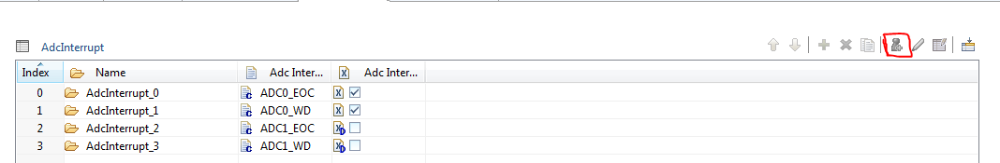 AdcInterrupt
Index Name Adc Inter... Adc Inter...
0 AdcInterrupt_0 ADC0_EOC
1 AdcInterrupt_1 ADC0_WD
2 AdcInterrupt_2 ADC1_EOC
3 AdcInterrupt_3 ADC1_WD